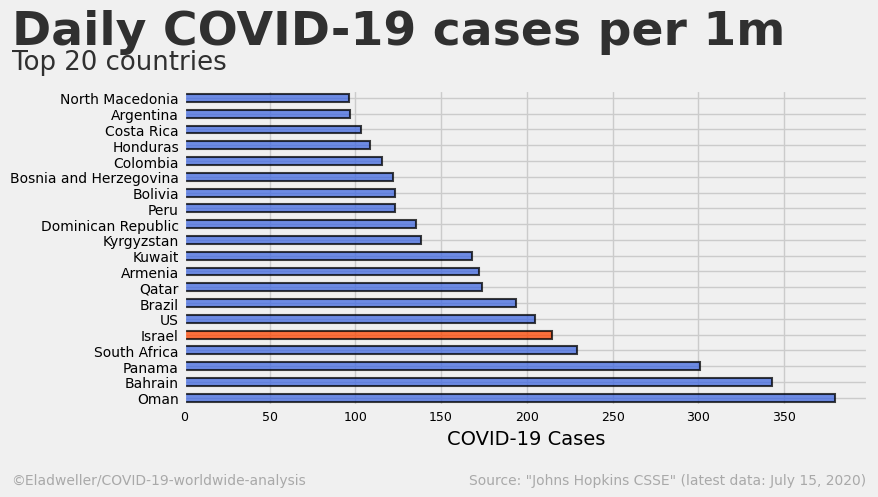 Daily COVID-19 cases per 1m
Top 20 countries
North Macedonia
Argentina
Costa Rica
Honduras
Colombia
Bosnia and Herzegovina
Bolivia
Peru
Dominican Republic
Kyrgyzstan
Kuwait
Armenia
Qatar
Brazil
US
Israel
South Africa
Panama
Bahrain
Oman
0 50 100 150 200 250 300 350
COVID-19 Cases
©Eladweller/COVID-19-worldwide-analysis
Source: "Johns Hopkins CSSE" (latest data: July 15, 2020)